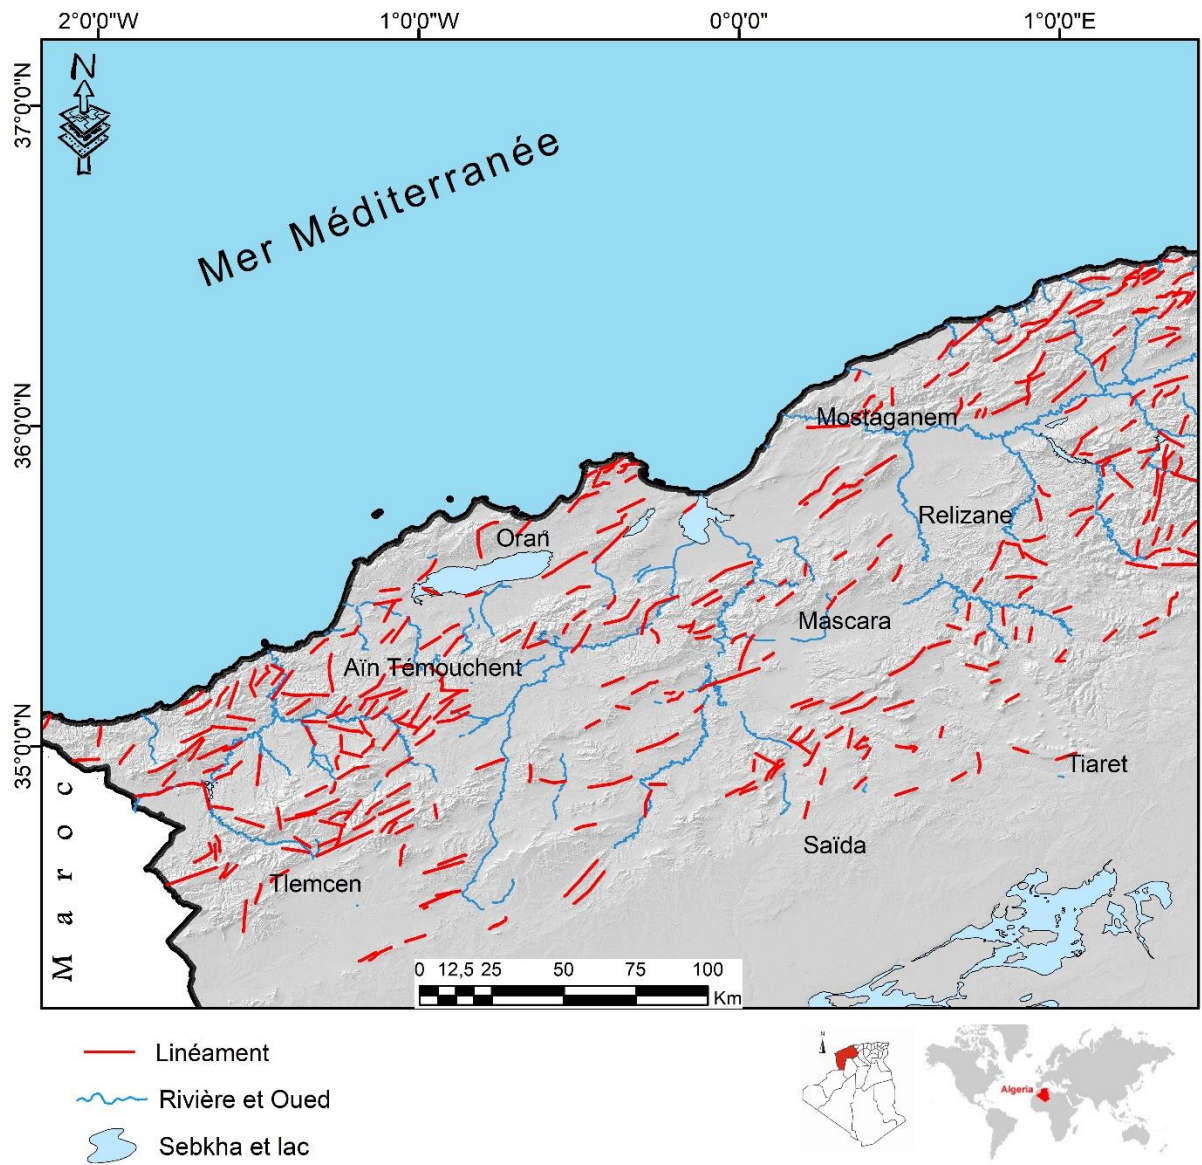 2°0'0"W 1°0'0"W 0°0'0" 1°0'0"E
N
37°0'0"N
Mer Méditerranée
36°0'0"N
Mostaganem
Relizane
Oran
Mascara
Aïn Témouchent
35°0'0"N
Tiaret
Maroc
Saïda
Tlemcen
0 12,5 25 50 75 100
Km
Linéament
Rivière et Oued
Sebkha et lac
N
Algeria